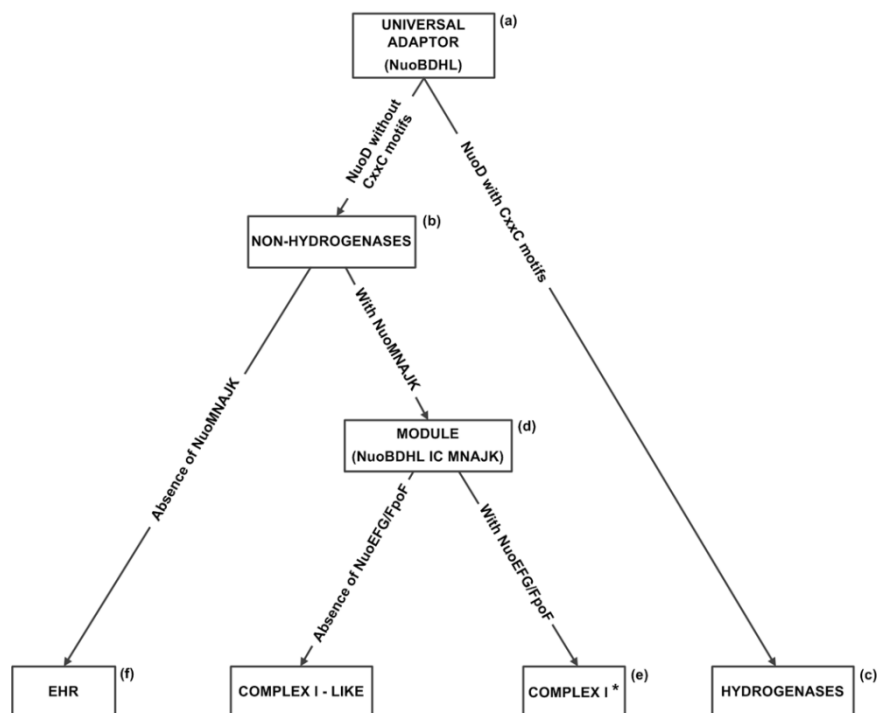 UNIVERSAL
ADAPTOR
(NuoBDHL)
(a)
NuoD without
CxxC motifs
NuoD with CxxC motifs
NON-HYDROGENASES
(b)
With NuoMNAJK
Absence of NuoMNAJK
MODULE
(NuoBDHL IC MNAJK)
(d)
Absence of NuoEFG/FpoF
With NuoEFG/FpoF
EHR
(f)
COMPLEX I - LIKE
COMPLEX I *
(e)
HYDROGENASES
(c)